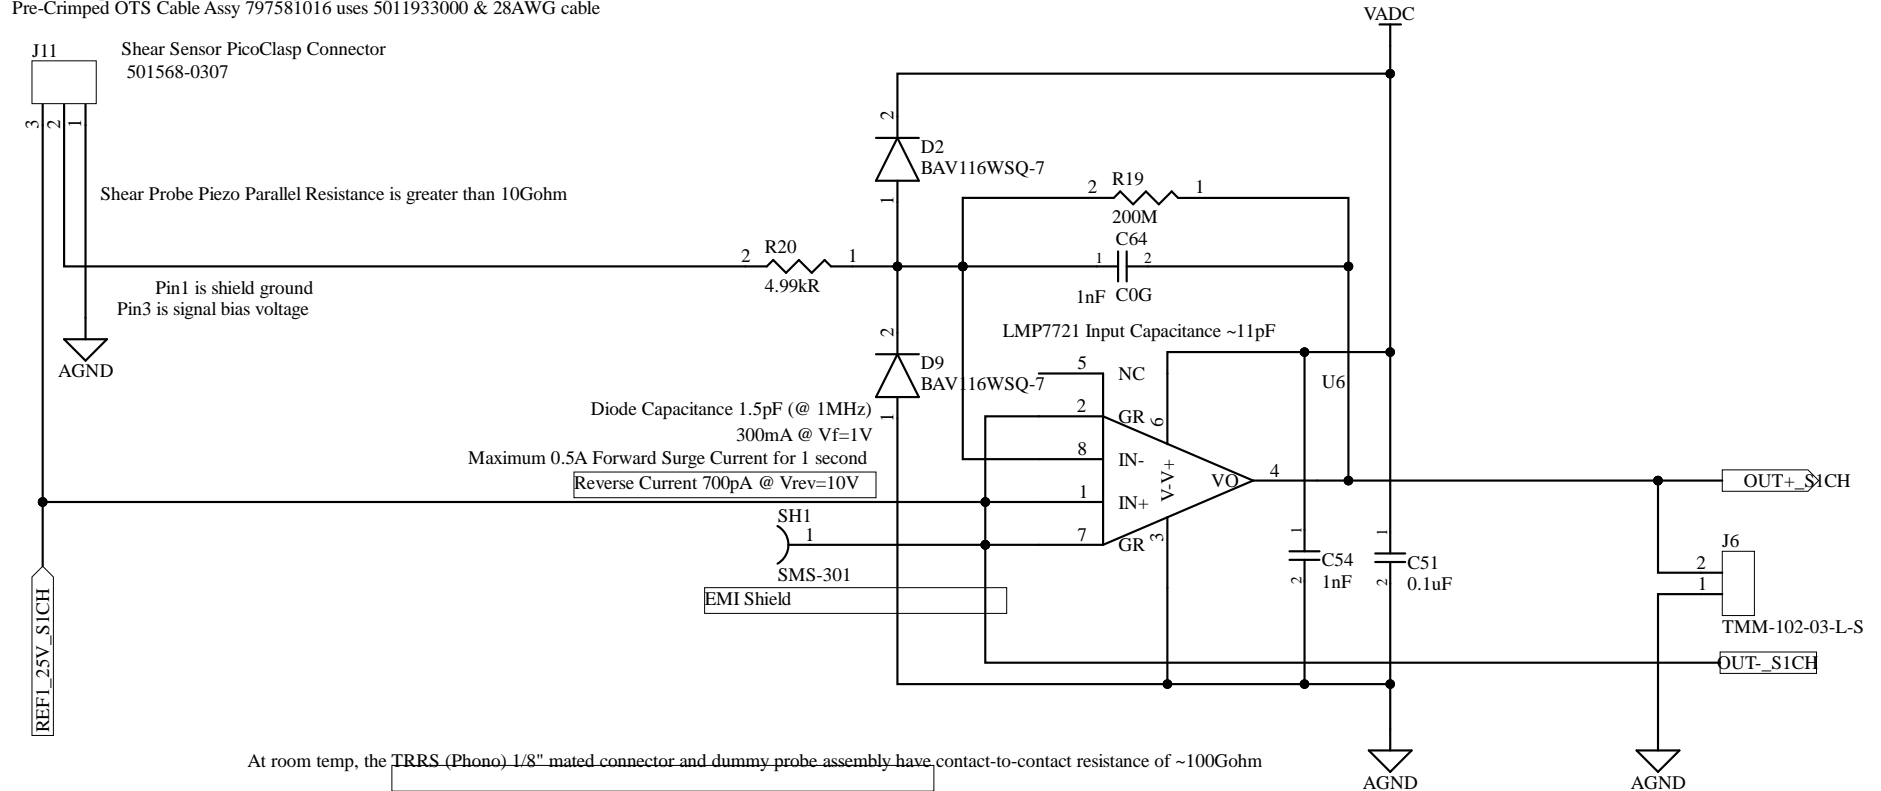 Pre-Crimped OTS Cable Assy 797581016 uses 5011933000 & 28AWG cable
VADC
J11
Shear Sensor PicoClasp Connector
501568-0307
3
2
1
2
D2
BAV116WSQ-7
1
Shear Probe Piezo Parallel Resistance is greater than 10Gohm
2
R19
1
200M
2
R20
1
4.99kR
C64
1
2
1nF
C0G
Pin1 is shield ground
Pin3 is signal bias voltage
AGND
LMP7721 Input Capacitance ~11pF
2
D9
BAV116WSQ-7
1
5
NC
U6
Diode Capacitance 1.5pF (@ 1MHz)
300mA @ Vf=1V
Maximum 0.5A Forward Surge Current for 1 second
Reverse Current 700pA @ Vrev=10V
2
GR
6
8
IN-
V-V+
VO
4
1
IN+
7
GR
3
OUT+_S1CH
SH1
1
SMS-301
EMI Shield
1
C54
2
1nF
1
C51
2
0.1uF
J6
2
1
TMM-102-03-L-S
OUT-_S1CH
REF1_25V_S1CH
At room temp, the TRRS (Phono) 1/8" mated connector and dummy probe assembly have contact-to-contact resistance of ~100Gohm
AGND
AGND